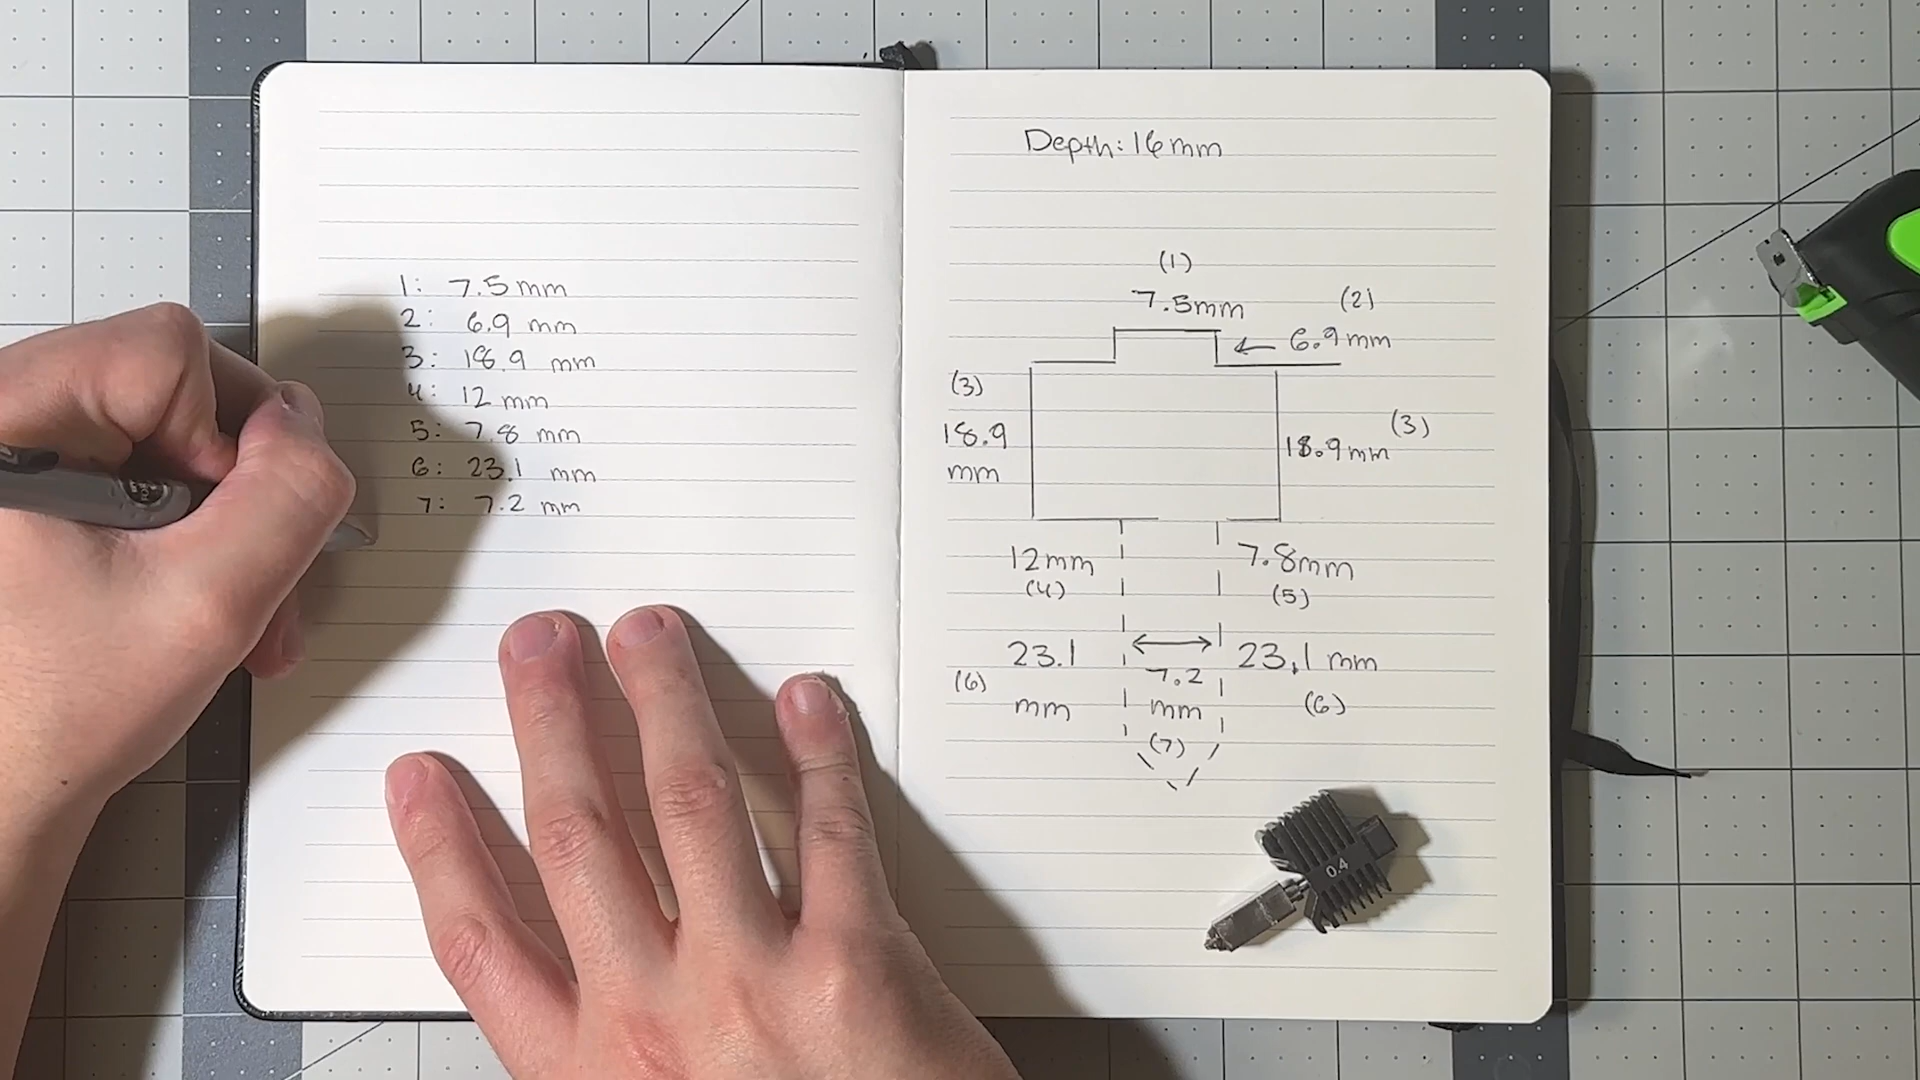 1: 7.5 mm
2: 6.9 mm
3: 18.9 mm
4: 12 mm
5: 7.8 mm
6: 23.1 mm
7: 7.2 mm
Depth: 16mm
(1)
7.5mm
(2)
6.9mm
(3)
18.9
mm
(3)
18.9mm
12mm
(4)
7.8mm
(5)
23.1
mm
(6)
7.2
mm
(7)
23.1 mm
(6)
0.4